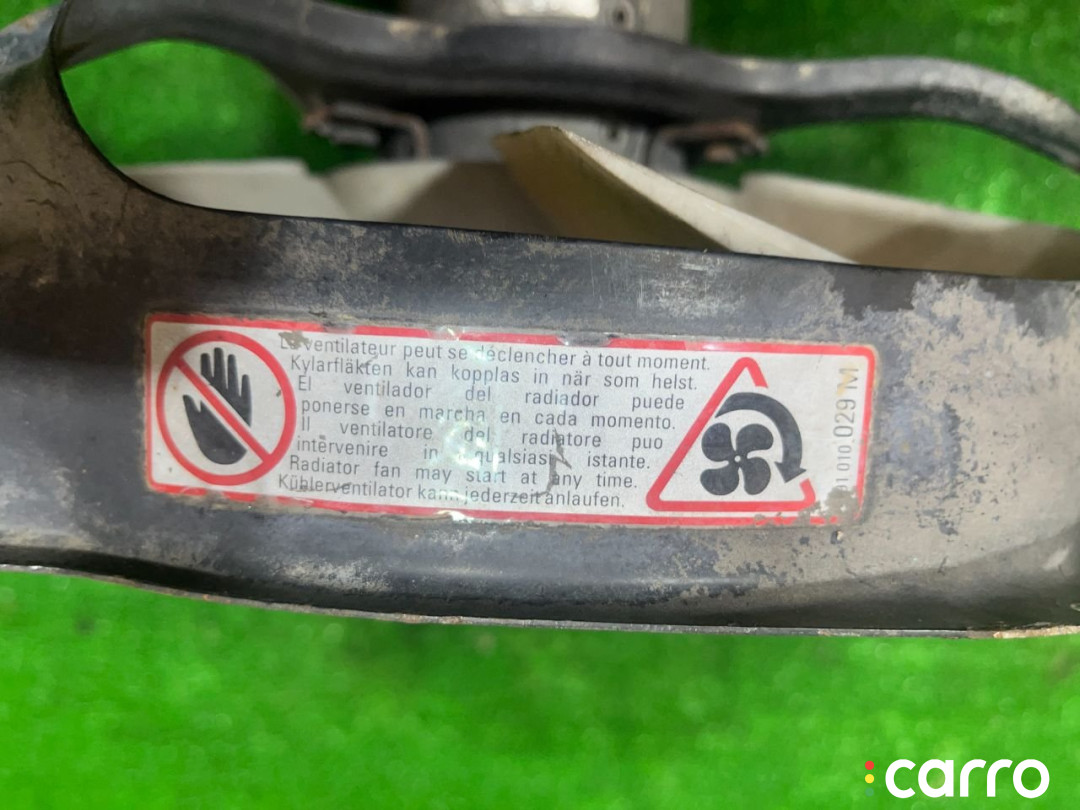 Le ventilateur peut se déclencher à tout moment.
Kylarfläkten kan kopplas in när som helst.
El ventilador del radiador puede
ponerse en marcha en cada momento.
Il ventilatore del radiatore puo
intervenire in qualsiasi istante.
Radiator fan may start at any time.
Kühlerventilator kann jederzeit anlaufen.
01 010 029 M
carro